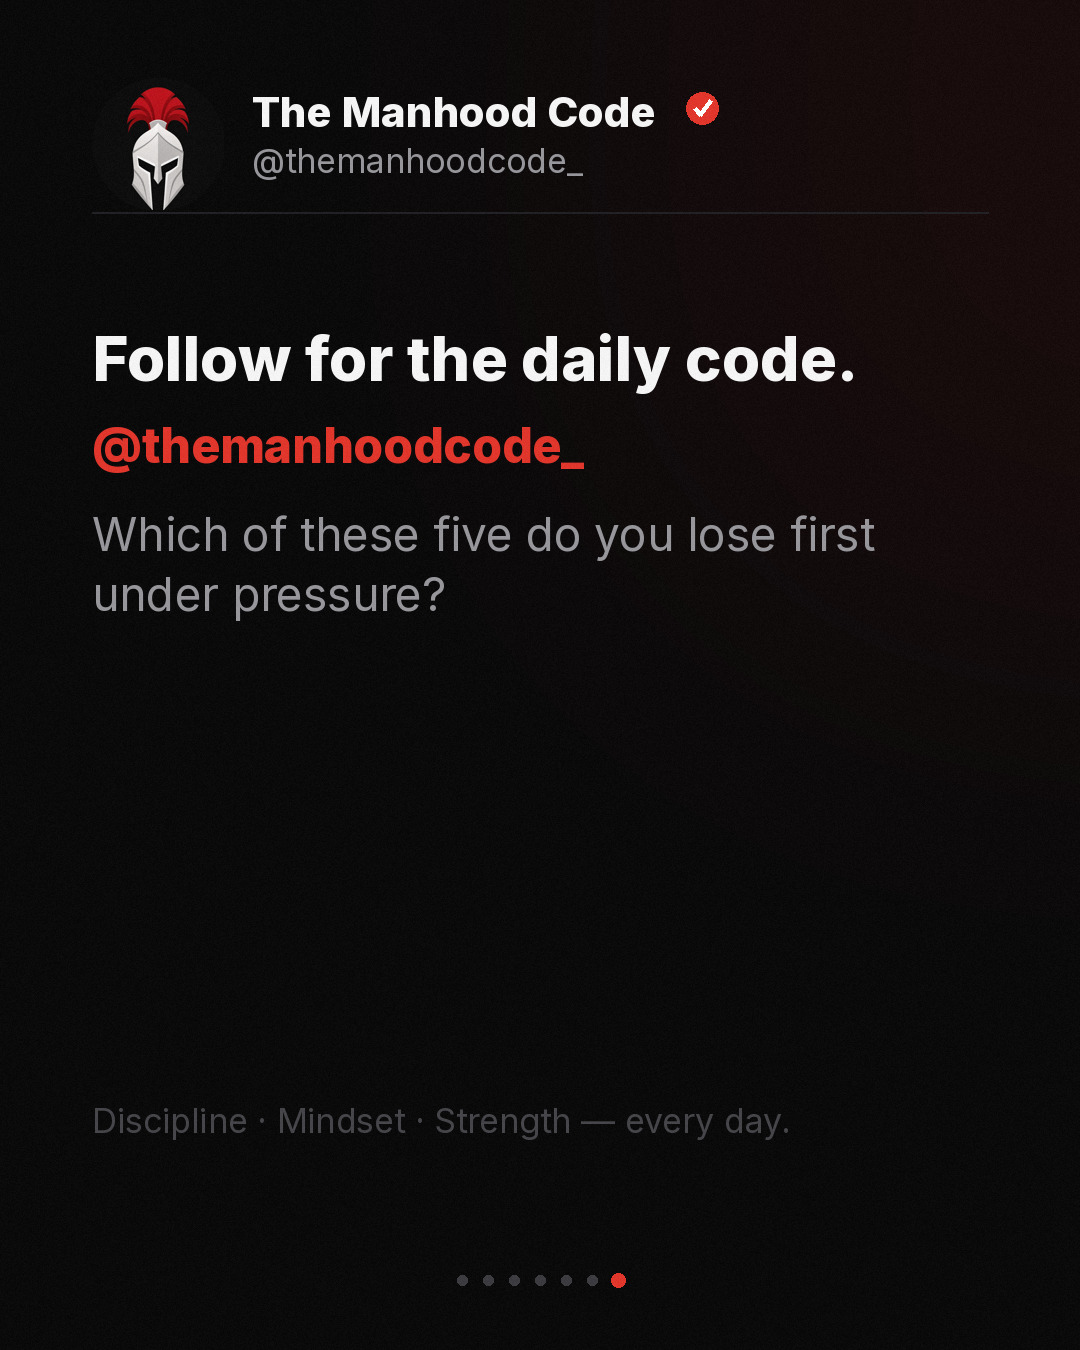 The Manhood Code
@themanhoodcode_
Follow for the daily code.
@themanhoodcode_
Which of these five do you lose first
under pressure?
Discipline · Mindset · Strength — every day.